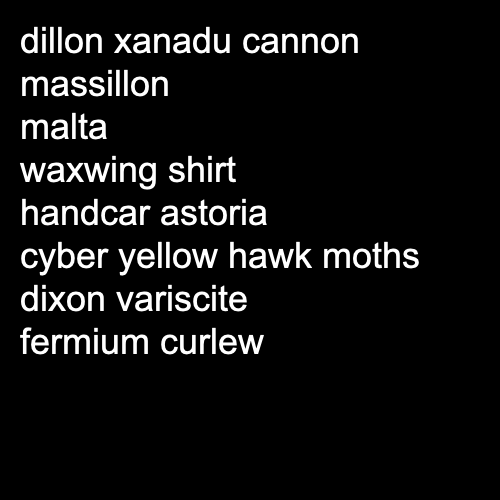 dillon xanadu cannon
massillon
malta
waxwing shirt
handcar astoria
cyber yellow hawk moths
dixon variscite
fermium curlew